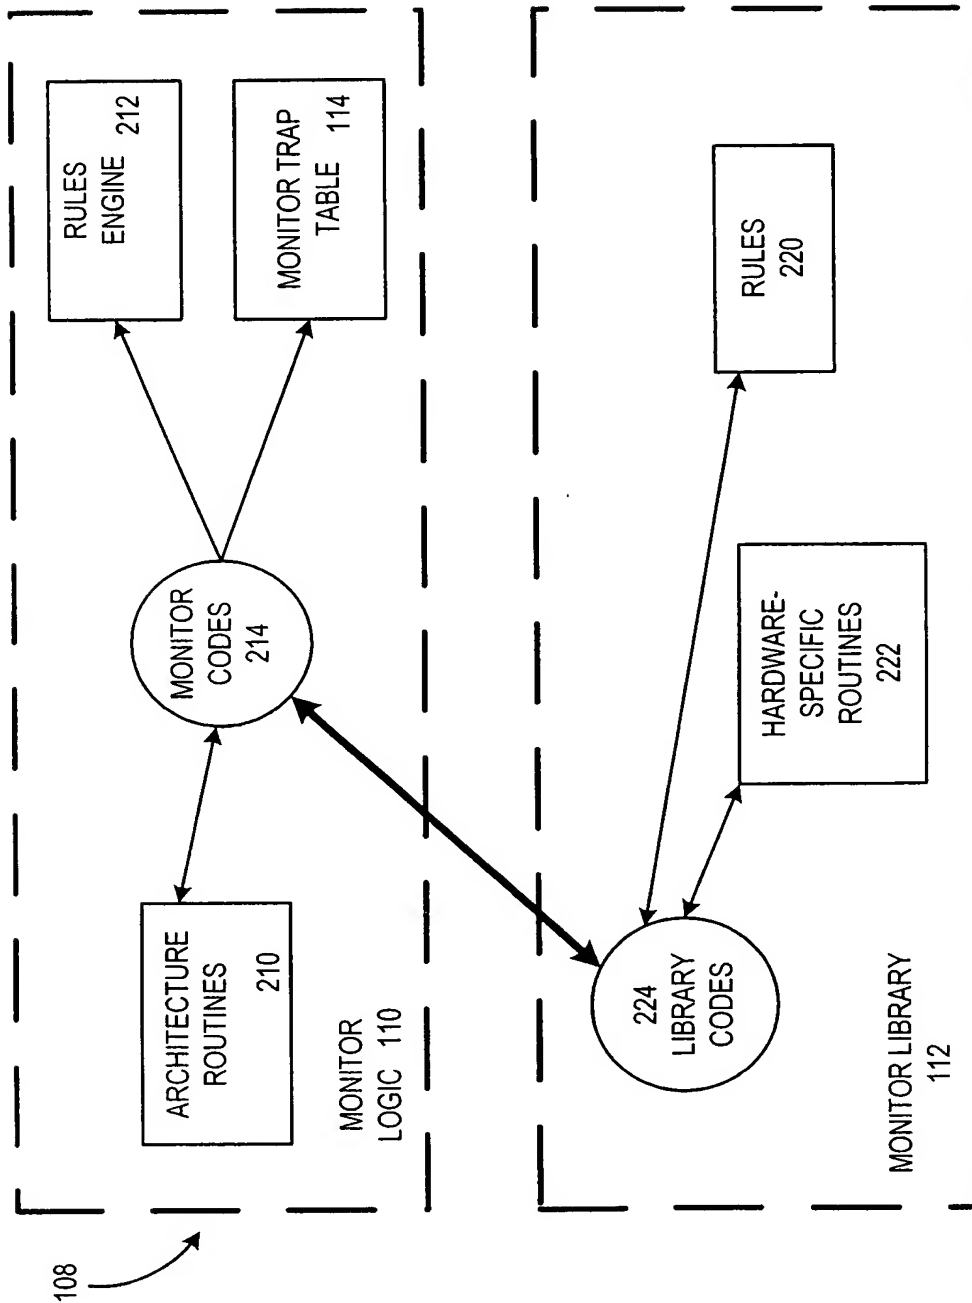 108
ARCHITECTURE
ROUTINES
210
MONITOR
CODES
214
RULES
ENGINE 212
MONITOR TRAP
TABLE 114
MONITOR
LOGIC 110
224
LIBRARY
CODES
HARDWARE-
SPECIFIC
ROUTINES
222
RULES
220
MONITOR LIBRARY
112